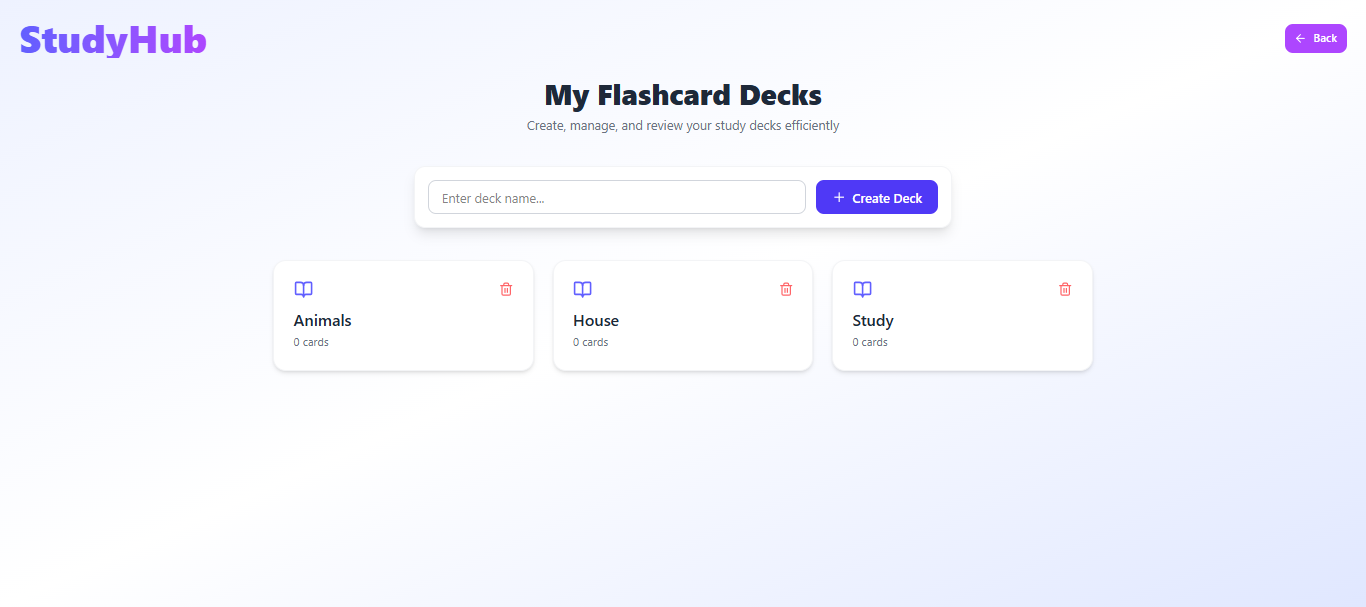 StudyHub
Back
My Flashcard Decks
Create, manage, and review your study decks efficiently
Enter deck name...
Create Deck
Animals
0 cards
House
0 cards
Study
0 cards